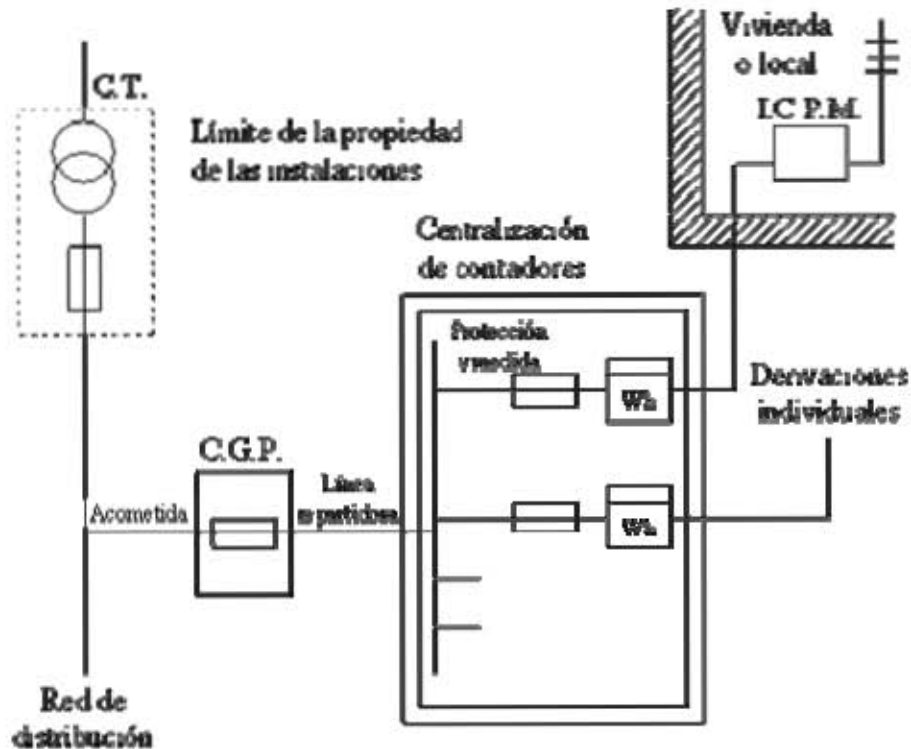 C.T.
Límite de la propiedad
de las instalaciones
Vivienda
o local
I.C P.M.
Centralización
de contadores
Protección
y medida
Wh
Derivaciones
individuales
C.G.P.
Acometida
Línea
repartidora
Wh
Red de
distribución